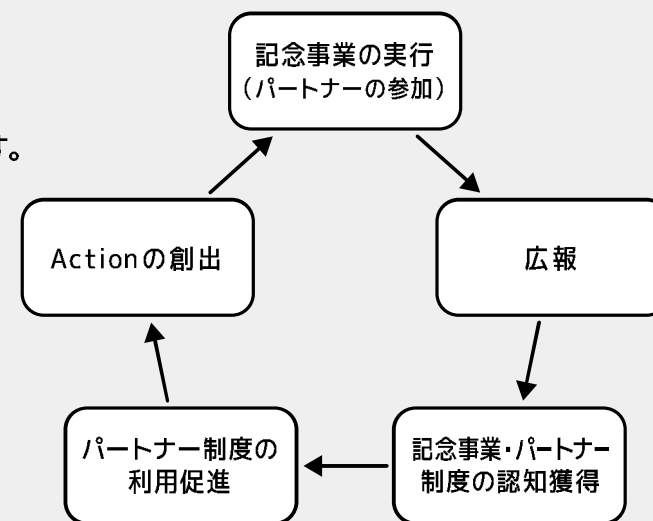 記念事業の実行
（パートナーの参加）
す。
Actionの創出
広報
パートナー制度の
利用促進
記念事業・パートナー
制度の認知獲得